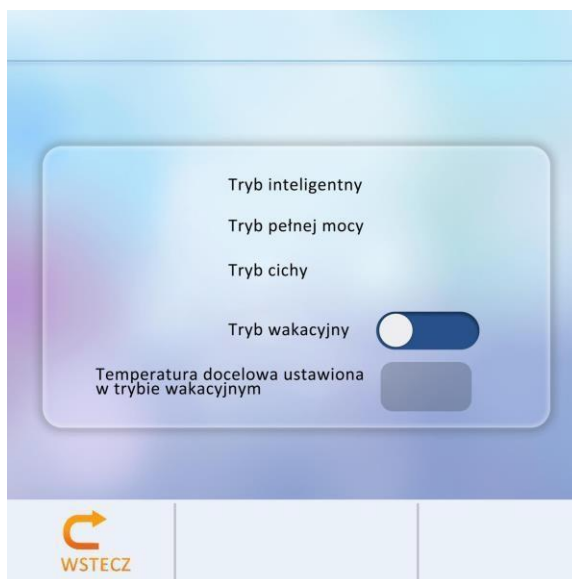 Tryb inteligentny
Tryb pełnej mocy
Tryb cichy
Tryb wakacyjny
Temperatura docelowa ustawiona
w trybie wakacyjnym
WSTECZ